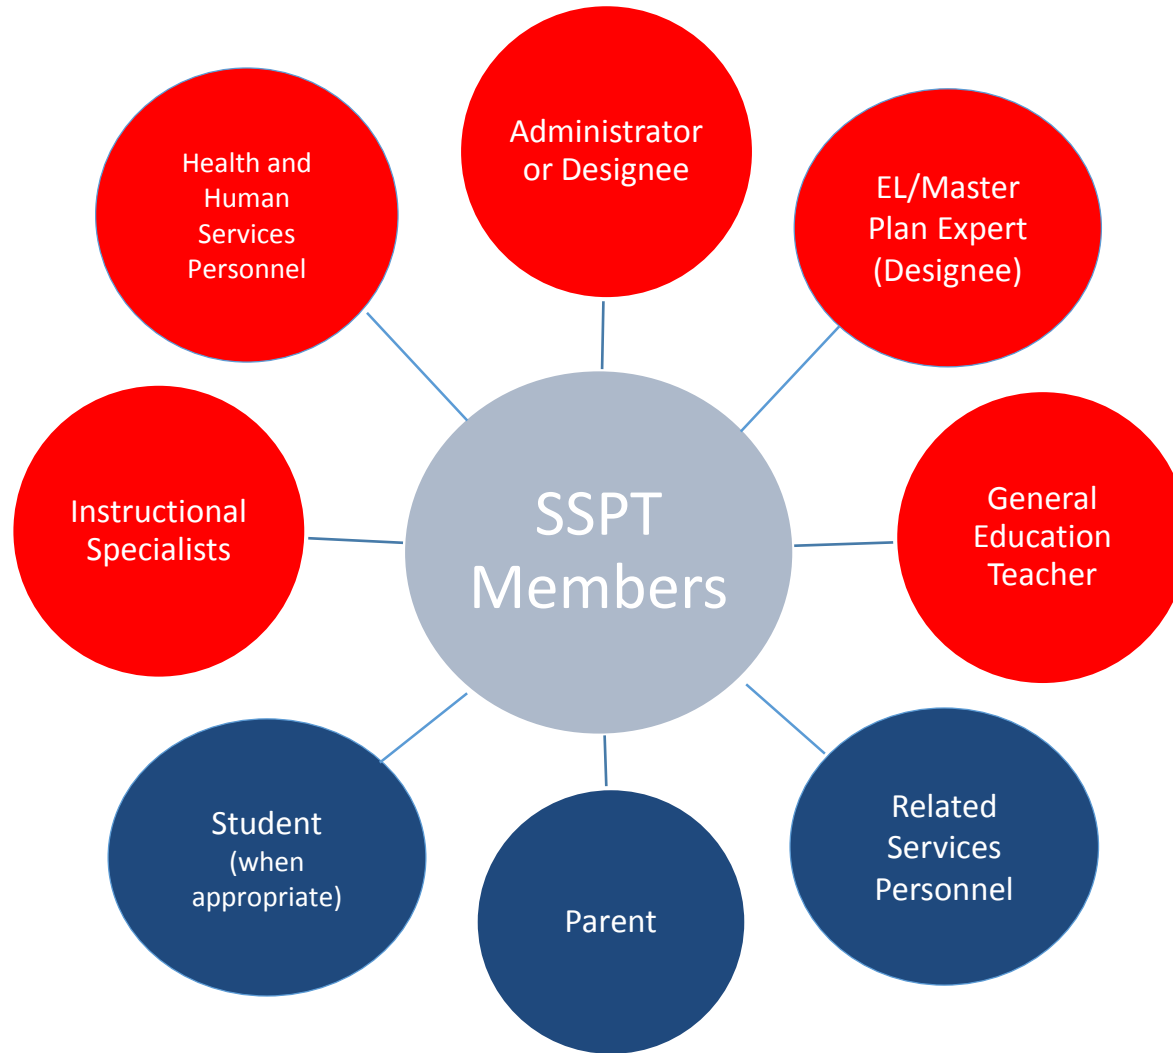 Administrator
or Designee
EL/Master
Plan Expert
(Designee)
General
Education
Teacher
Related
Services
Personnel
Parent
Student
(when
appropriate)
Instructional
Specialists
Health and
Human
Services
Personnel
SSPT
Members